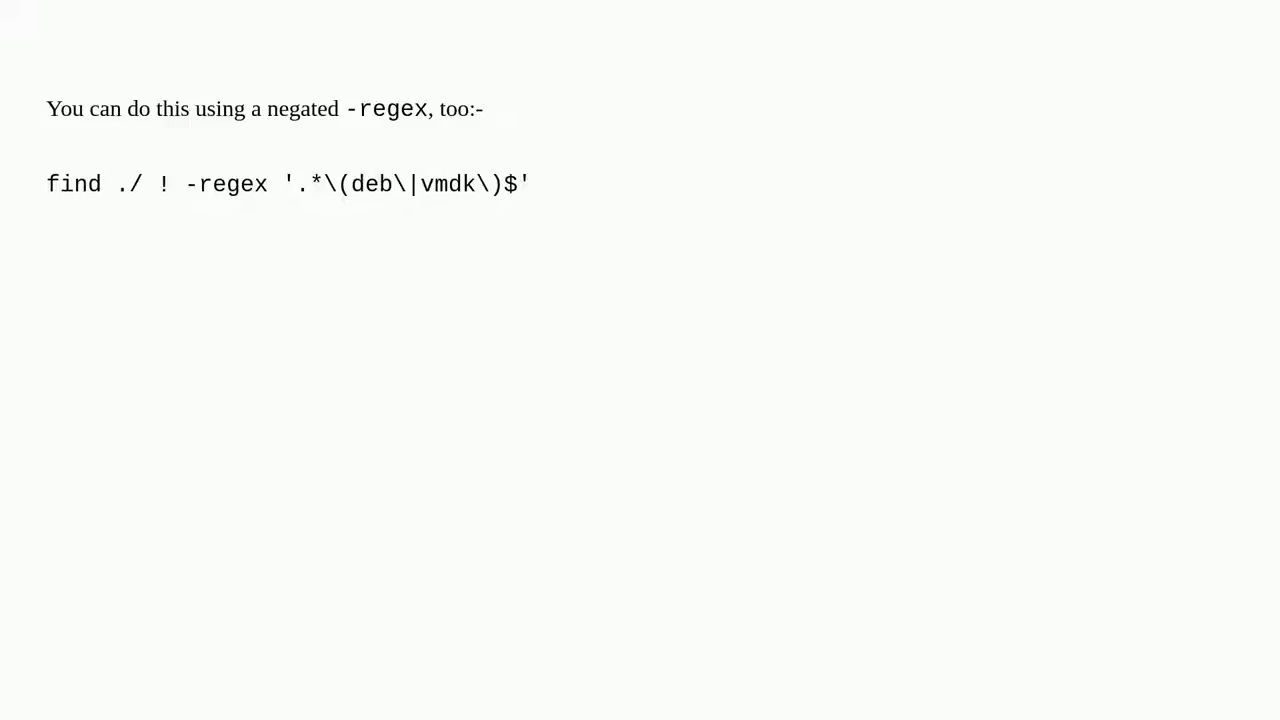 You can do this using a negated -regex, too:-
find ./ ! -regex '.*\(deb\|vmdk\)$'